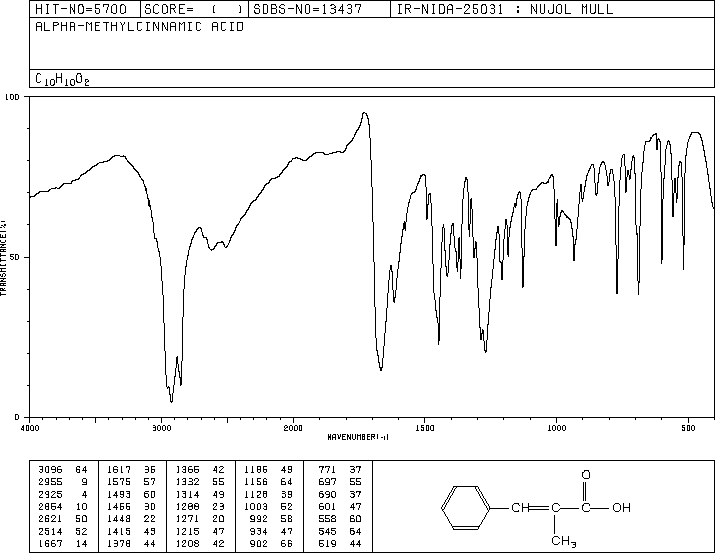 HIT-NO=5700 SCORE= ( ) SDBS-NO=13437 IR-NIDA-25031 : NUJOL MULL
ALPHA-METHYLCINNAMIC ACID
C10H10O2
100
50
0
TRANSMITTANCE(%)
4000 3000 2000 1500 1000 500
WAVENUMBER(-1)
3096 64 1617 36 1366 42 1186 49 771 37
2955 9 1575 57 1332 55 1156 64 697 55
2925 4 1493 60 1314 49 1128 39 690 37
2854 10 1466 30 1288 23 1003 52 601 47
2621 50 1448 22 1271 20 992 58 558 60
2514 52 1415 49 1215 47 934 47 545 64
1667 14 1378 44 1208 42 902 66 519 44
O
CH C C OH
CH3